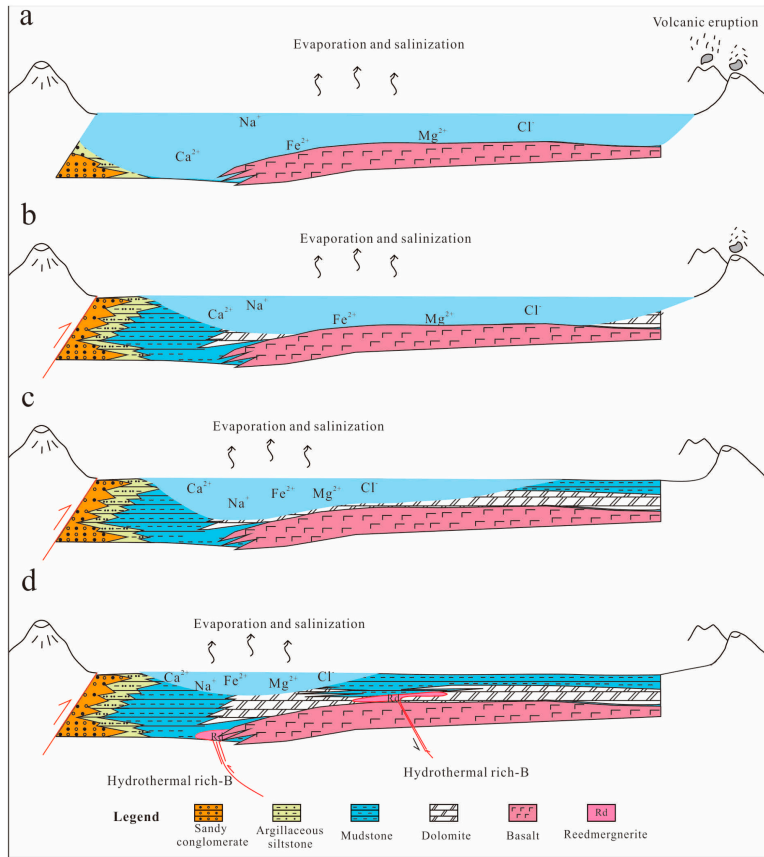 a
Volcanic eruption
Evaporation and salinization
Na⁺
Cl⁻
Mg²⁺
Fe²⁺
Ca²⁺
b
Evaporation and salinization
Na⁺
Ca²⁺
Cl⁻
Fe²⁺
Mg²⁺
c
Evaporation and salinization
Ca²⁺
Fe²⁺
Mg²⁺
Cl⁻
Na⁺
d
Evaporation and salinization
Ca²⁺
Na⁺
Fe²⁺
Mg²⁺
Cl⁻
Rd
Rd
Hydrothermal rich-B
Hydrothermal rich-B
Legend
Rd
Sandy
conglomerate
Argillaceous
siltstone
Mudstone
Dolomite
Basalt
Reedmergnerite